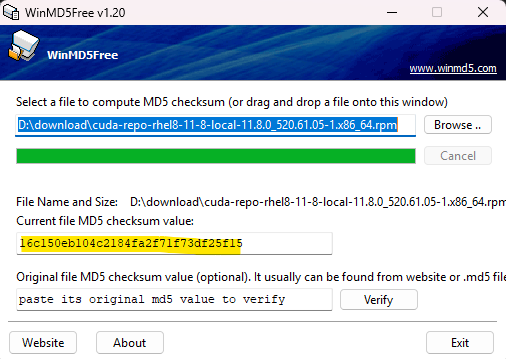 WinMD5Free v1.20
WinMD5Free
www.winmd5.com
Select a file to compute MD5 checksum (or drag and drop a file onto this window)
D:\download\cuda-repo-rhel8-11-8-local-11.8.0_520.61.05-1.x86_64.rpm
Browse ..
Cancel
File Name and Size: D:\download\cuda-repo-rhel8-11-8-local-11.8.0_520.61.05-1.x86_64.rpm
Current file MD5 checksum value:
16c150eb104c2184fa2f71f73df25f15
Original file MD5 checksum value (optional). It usually can be found from website or .md5 file
paste its original md5 value to verify
Verify
Website
About
Exit